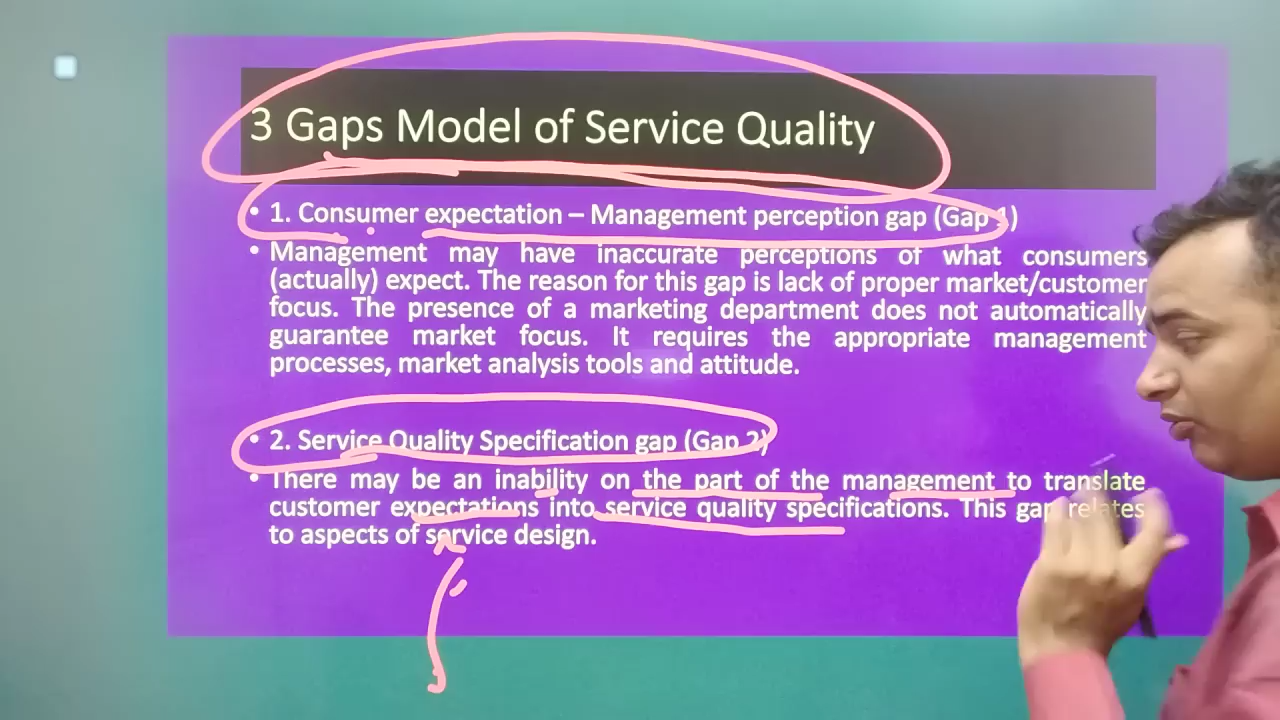 3 Gaps Model of Service Quality
• 1. Consumer expectation – Management perception gap (Gap 1)
• Management may have inaccurate perceptions of what consumers
(actually) expect. The reason for this gap is lack of proper market/customer
focus. The presence of a marketing department does not automatically
guarantee market focus. It requires the appropriate management
processes, market analysis tools and attitude.
• 2. Service Quality Specification gap (Gap 2)
• There may be an inability on the part of the management to translate
customer expectations into service quality specifications. This gap relates
to aspects of service design.